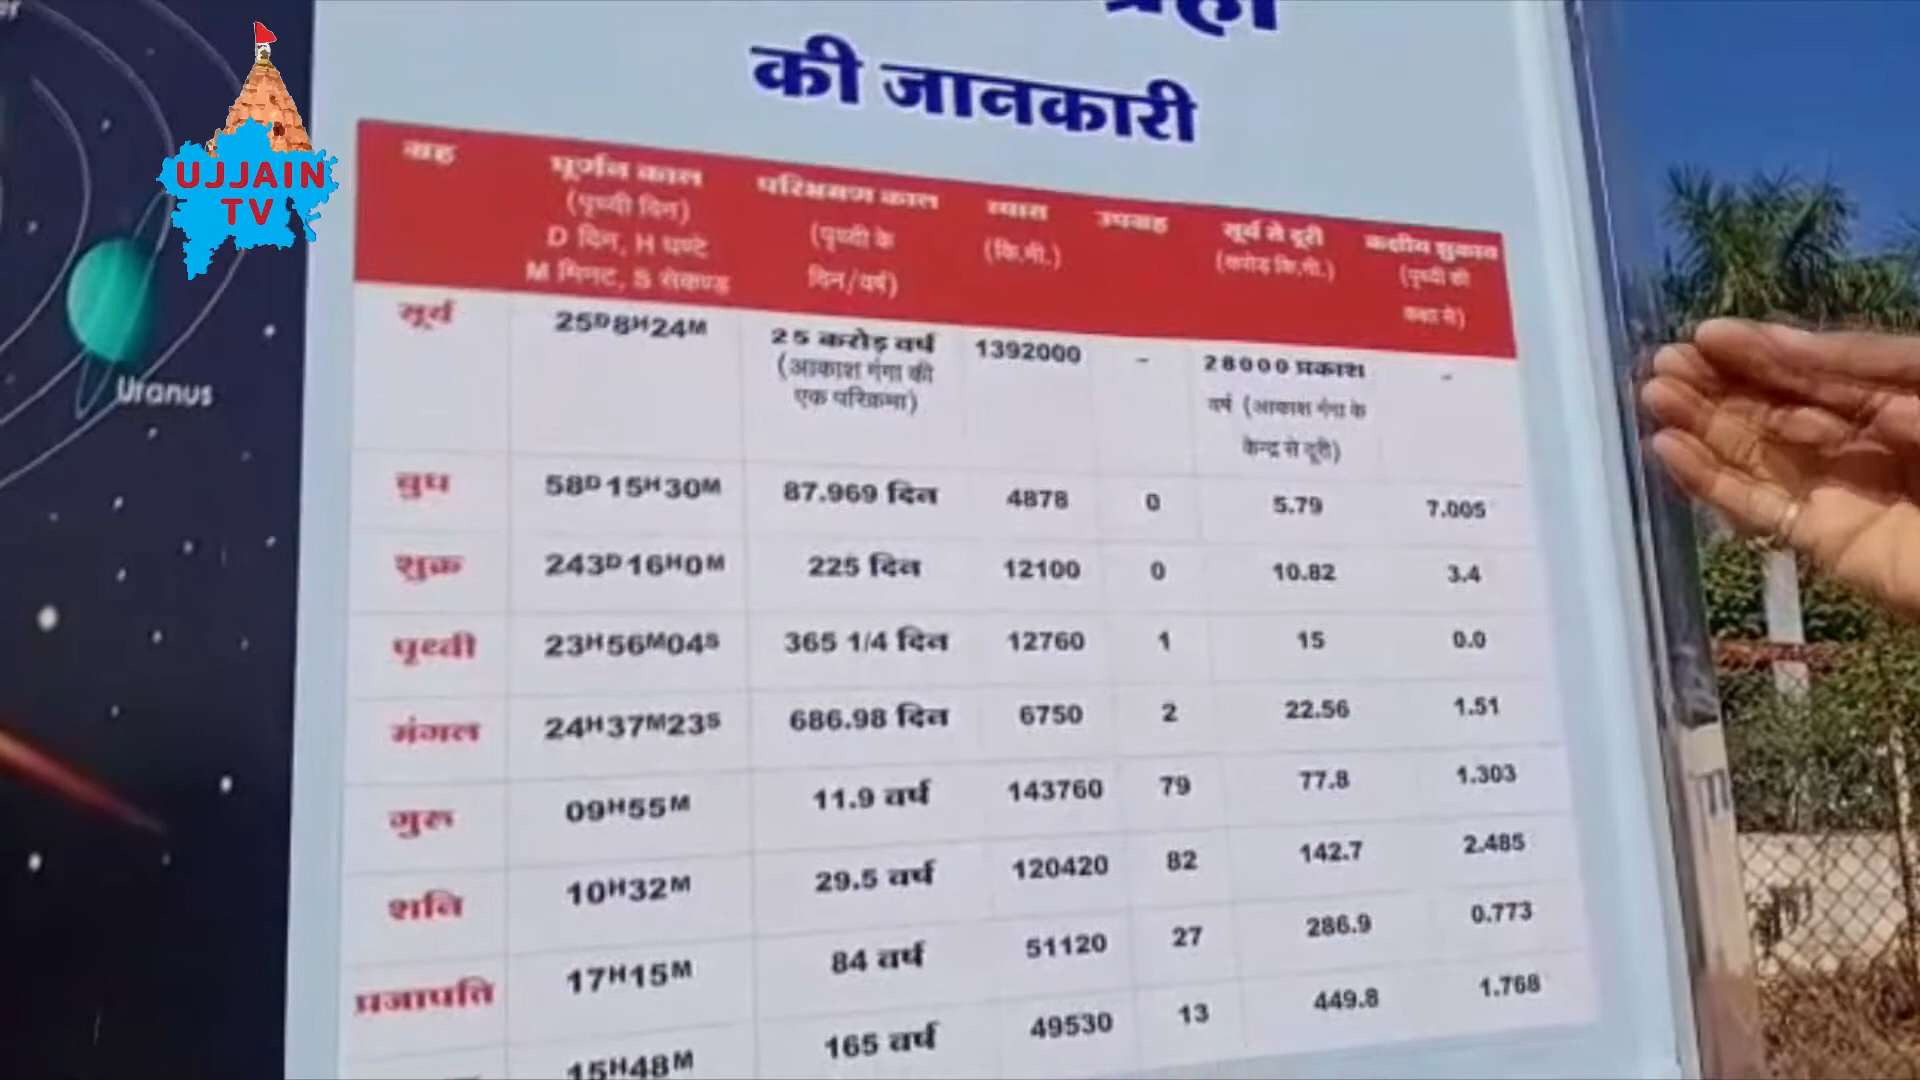 की जानकारी
UJJAIN
TV
Uranus
ग्रह घूर्णन काल परिभ्रमण काल व्यास उपग्रह सूर्य से दूरी कक्षीय झुकाव
(पृथ्वी दिन) (पृथ्वी के (कि.मी.) (करोड़ कि.मी.) (पृथ्वी की
D दिन, H घण्टे दिन/वर्ष) कक्षा से)
M मिनट, S सेकण्ड
सूर्य 25D8H24M 25 करोड़ वर्ष 1392000 - 28000 प्रकाश -
(आकाश गंगा की वर्ष (आकाश गंगा के
एक परिक्रमा) केन्द्र से दूरी)
बुध 58D15H30M 87.969 दिन 4878 0 5.79 7.005
शुक्र 243D16H0M 225 दिन 12100 0 10.82 3.4
पृथ्वी 23H56M04S 365 1/4 दिन 12760 1 15 0.0
मंगल 24H37M23S 686.98 दिन 6750 2 22.56 1.51
गुरु 09H55M 11.9 वर्ष 143760 79 77.8 1.303
शनि 10H32M 29.5 वर्ष 120420 82 142.7 2.485
प्रजापति 17H15M 84 वर्ष 51120 27 286.9 0.773
15H48M 165 वर्ष 49530 13 449.8 1.768